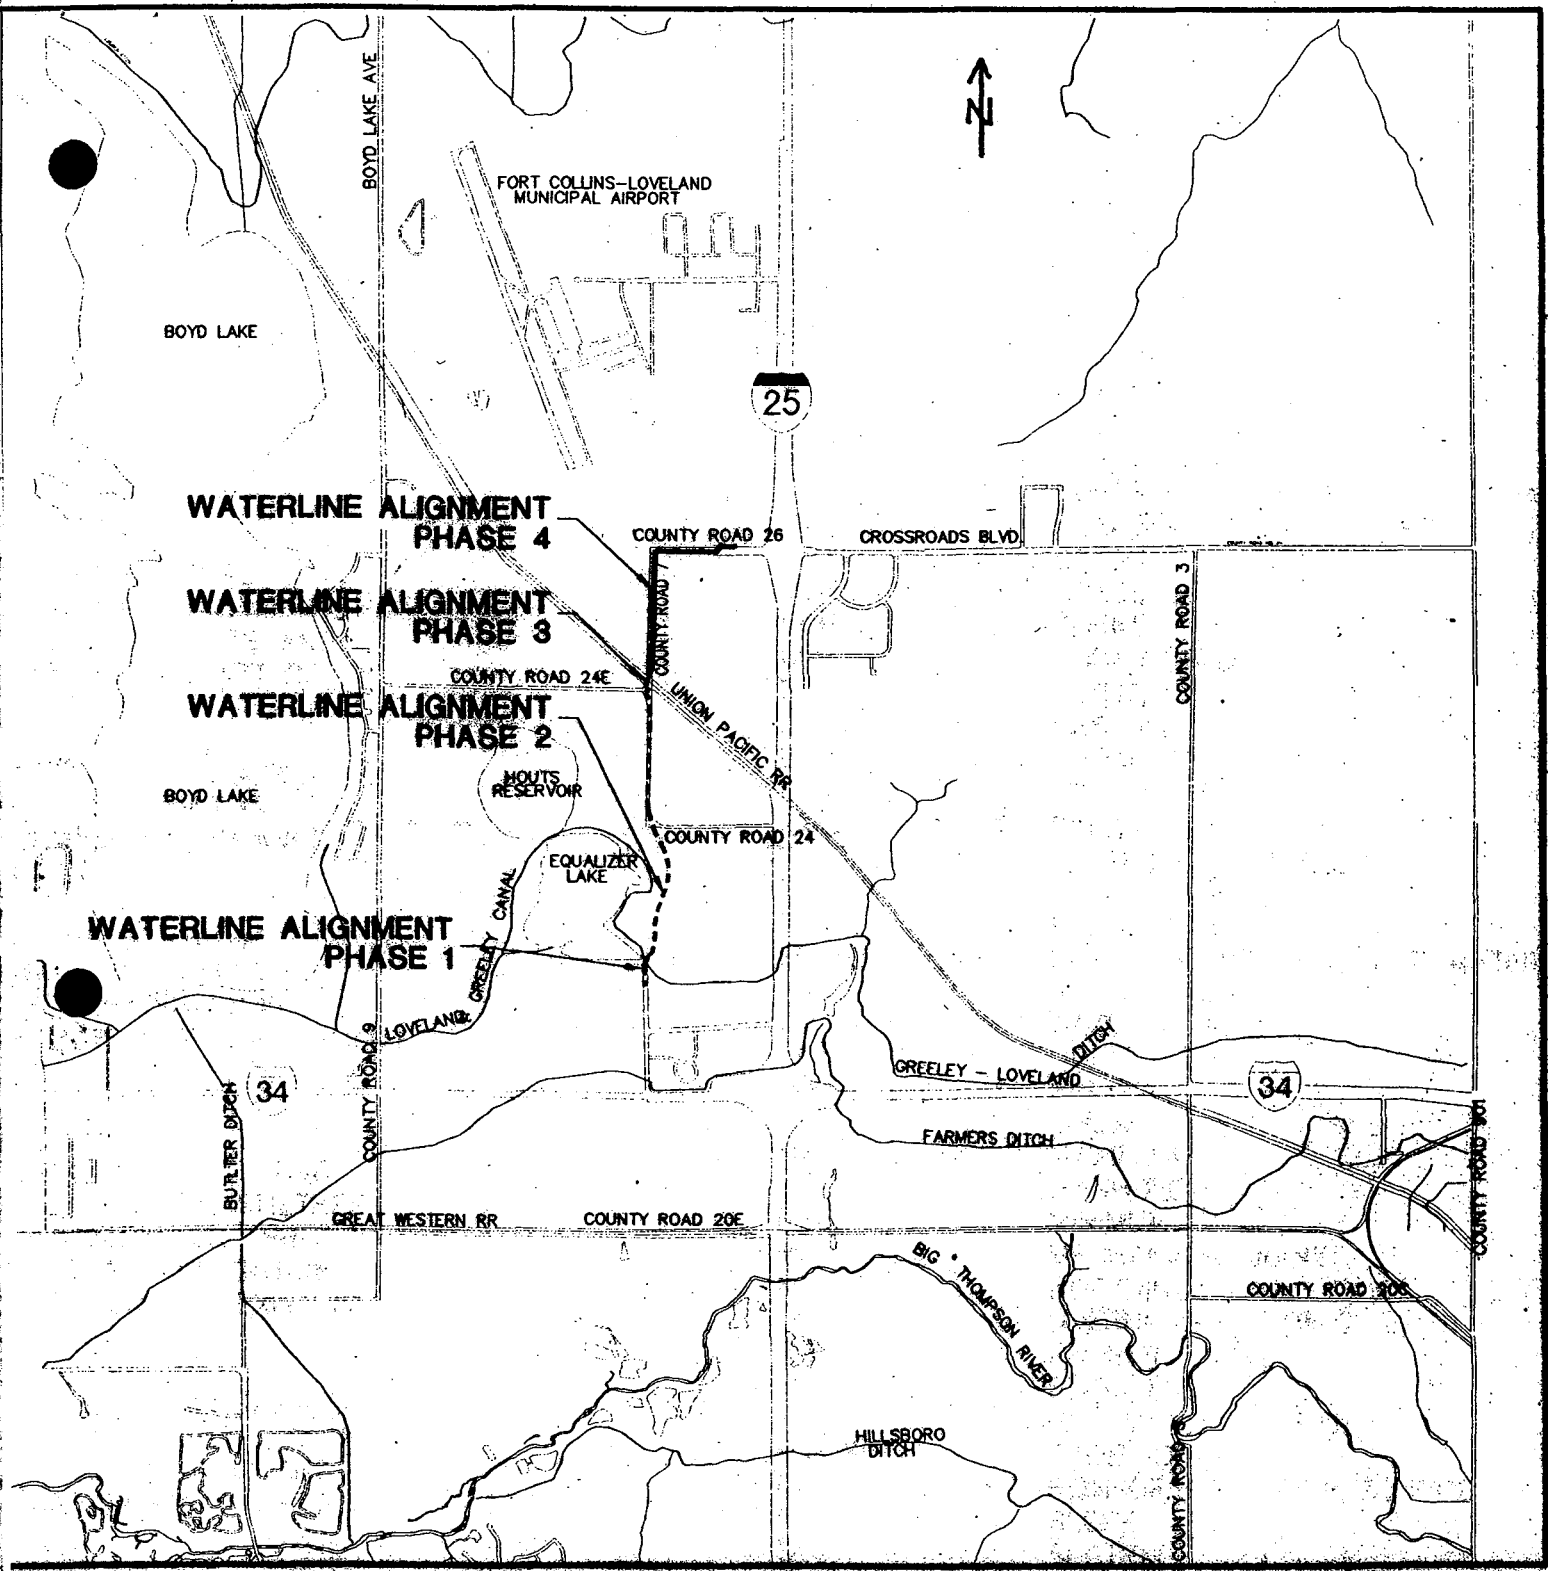 BOYD LAKE AVE
N
FORT COLLINS-LOVELAND
MUNICIPAL AIRPORT
BOYD LAKE
25
WATERLINE ALIGNMENT
PHASE 4
COUNTY ROAD 26
CROSSROADS BLVD
COUNTY ROAD 7
COUNTY ROAD 3
WATERLINE ALIGNMENT
PHASE 3
COUNTY ROAD 24E
UNION PACIFIC RR
WATERLINE ALIGNMENT
PHASE 2
HOUTS
RESERVOIR
BOYD LAKE
COUNTY ROAD 24
EQUALIZER
LAKE
WATERLINE ALIGNMENT
PHASE 1
LOVELAND & GREELEY CANAL
COUNTY ROAD 9
34
BUTLTER DITCH
GREELEY - LOVELAND DITCH
34
FARMERS DITCH
COUNTY ROAD 901
GREAT WESTERN RR
COUNTY ROAD 20E
BIG THOMPSON RIVER
COUNTY ROAD
HILLSBORO
DITCH
COUNTY ROAD